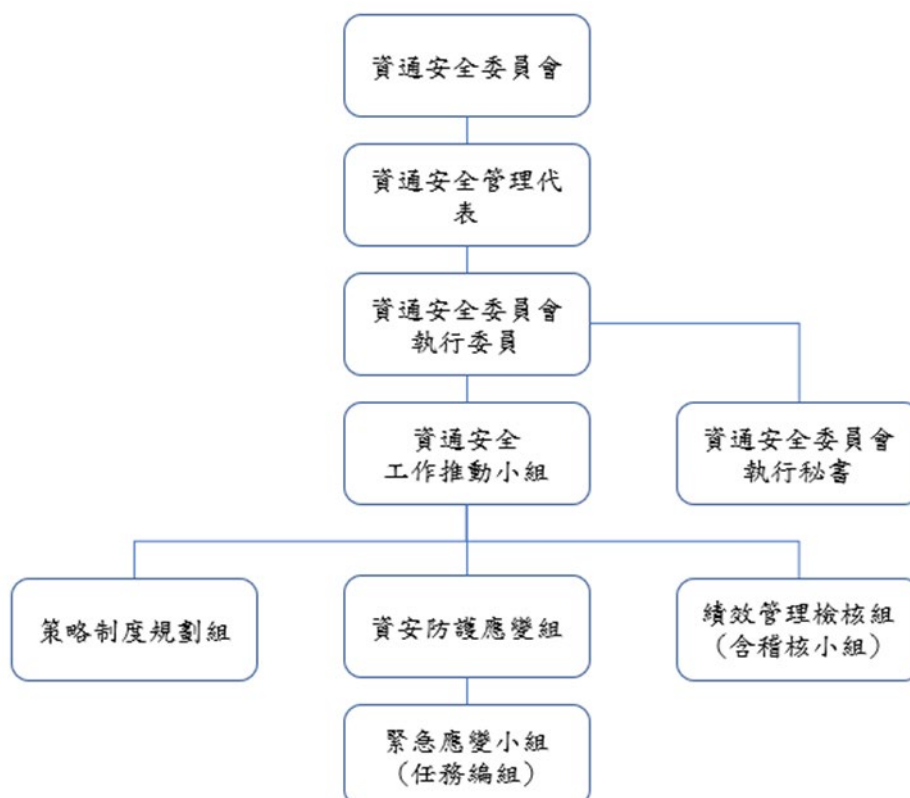 資通安全委員會
資通安全管理代
表
資通安全委員會
執行委員
資通安全
工作推動小組
資通安全委員會
執行秘書
策略制度規劃組
資安防護應變組
績效管理檢核組
(含稽核小組)
緊急應變小組
(任務編組)